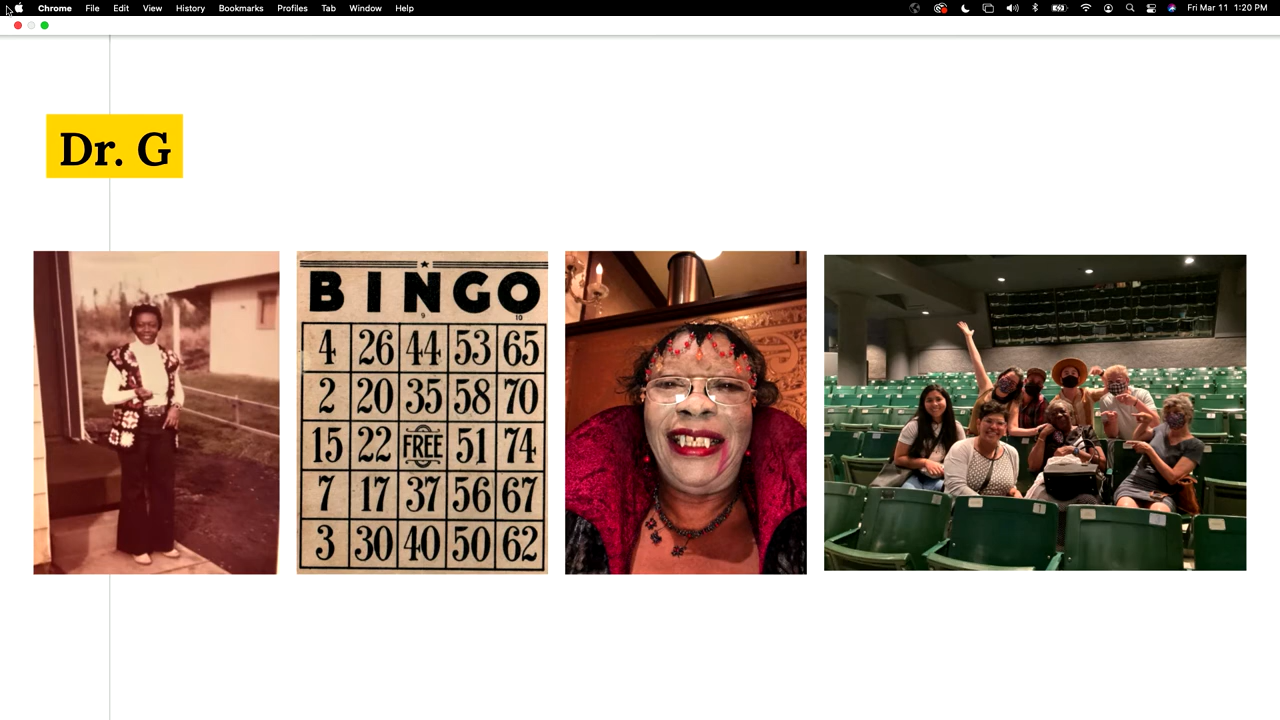 Chrome File Edit View History Bookmarks Profiles Tab Window Help Fri Mar 11 1:20 PM
Dr. G
BINGO
9 10
4 26 44 53 65
2 20 35 58 70
15 22 FREE 51 74
7 17 37 56 67
3 30 40 50 62